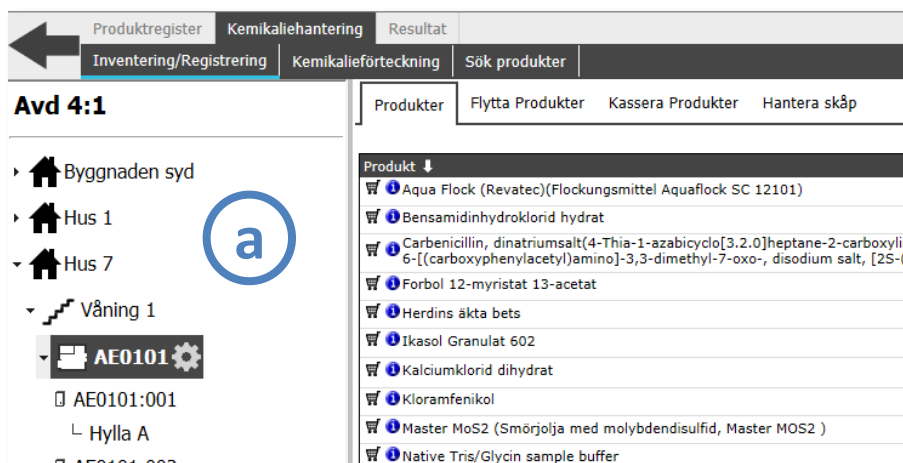 Produktregister Kemikaliehantering Resultat
Inventering/Registrering Kemikalieförteckning Sök produkter
Avd 4:1
Byggnaden syd
Hus 1
Hus 7
Våning 1
AE0101
AE0101:001
Hylla A
a
Produkter Flytta Produkter Kassera Produkter Hantera skåp
Produkt
Aqua Flock (Revatec)(Flockungsmittel Aquaflock SC 12101)
Bensamidinhydroklorid hydrat
Carbenicillin, dinatriumsalt(4-Thia-1-azabicyclo[3.2.0]heptane-2-carboxyli
6-[(carboxyphenylacetyl)amino]-3,3-dimethyl-7-oxo-, disodium salt, [2S-(
Forbol 12-myristat 13-acetat
Herdins äkta bets
Ikasol Granulat 602
Kalciumklorid dihydrat
Kloramfenikol
Master MoS2 (Smörjolja med molybdendisulfid, Master MOS2 )
Native Tris/Glycin sample buffer